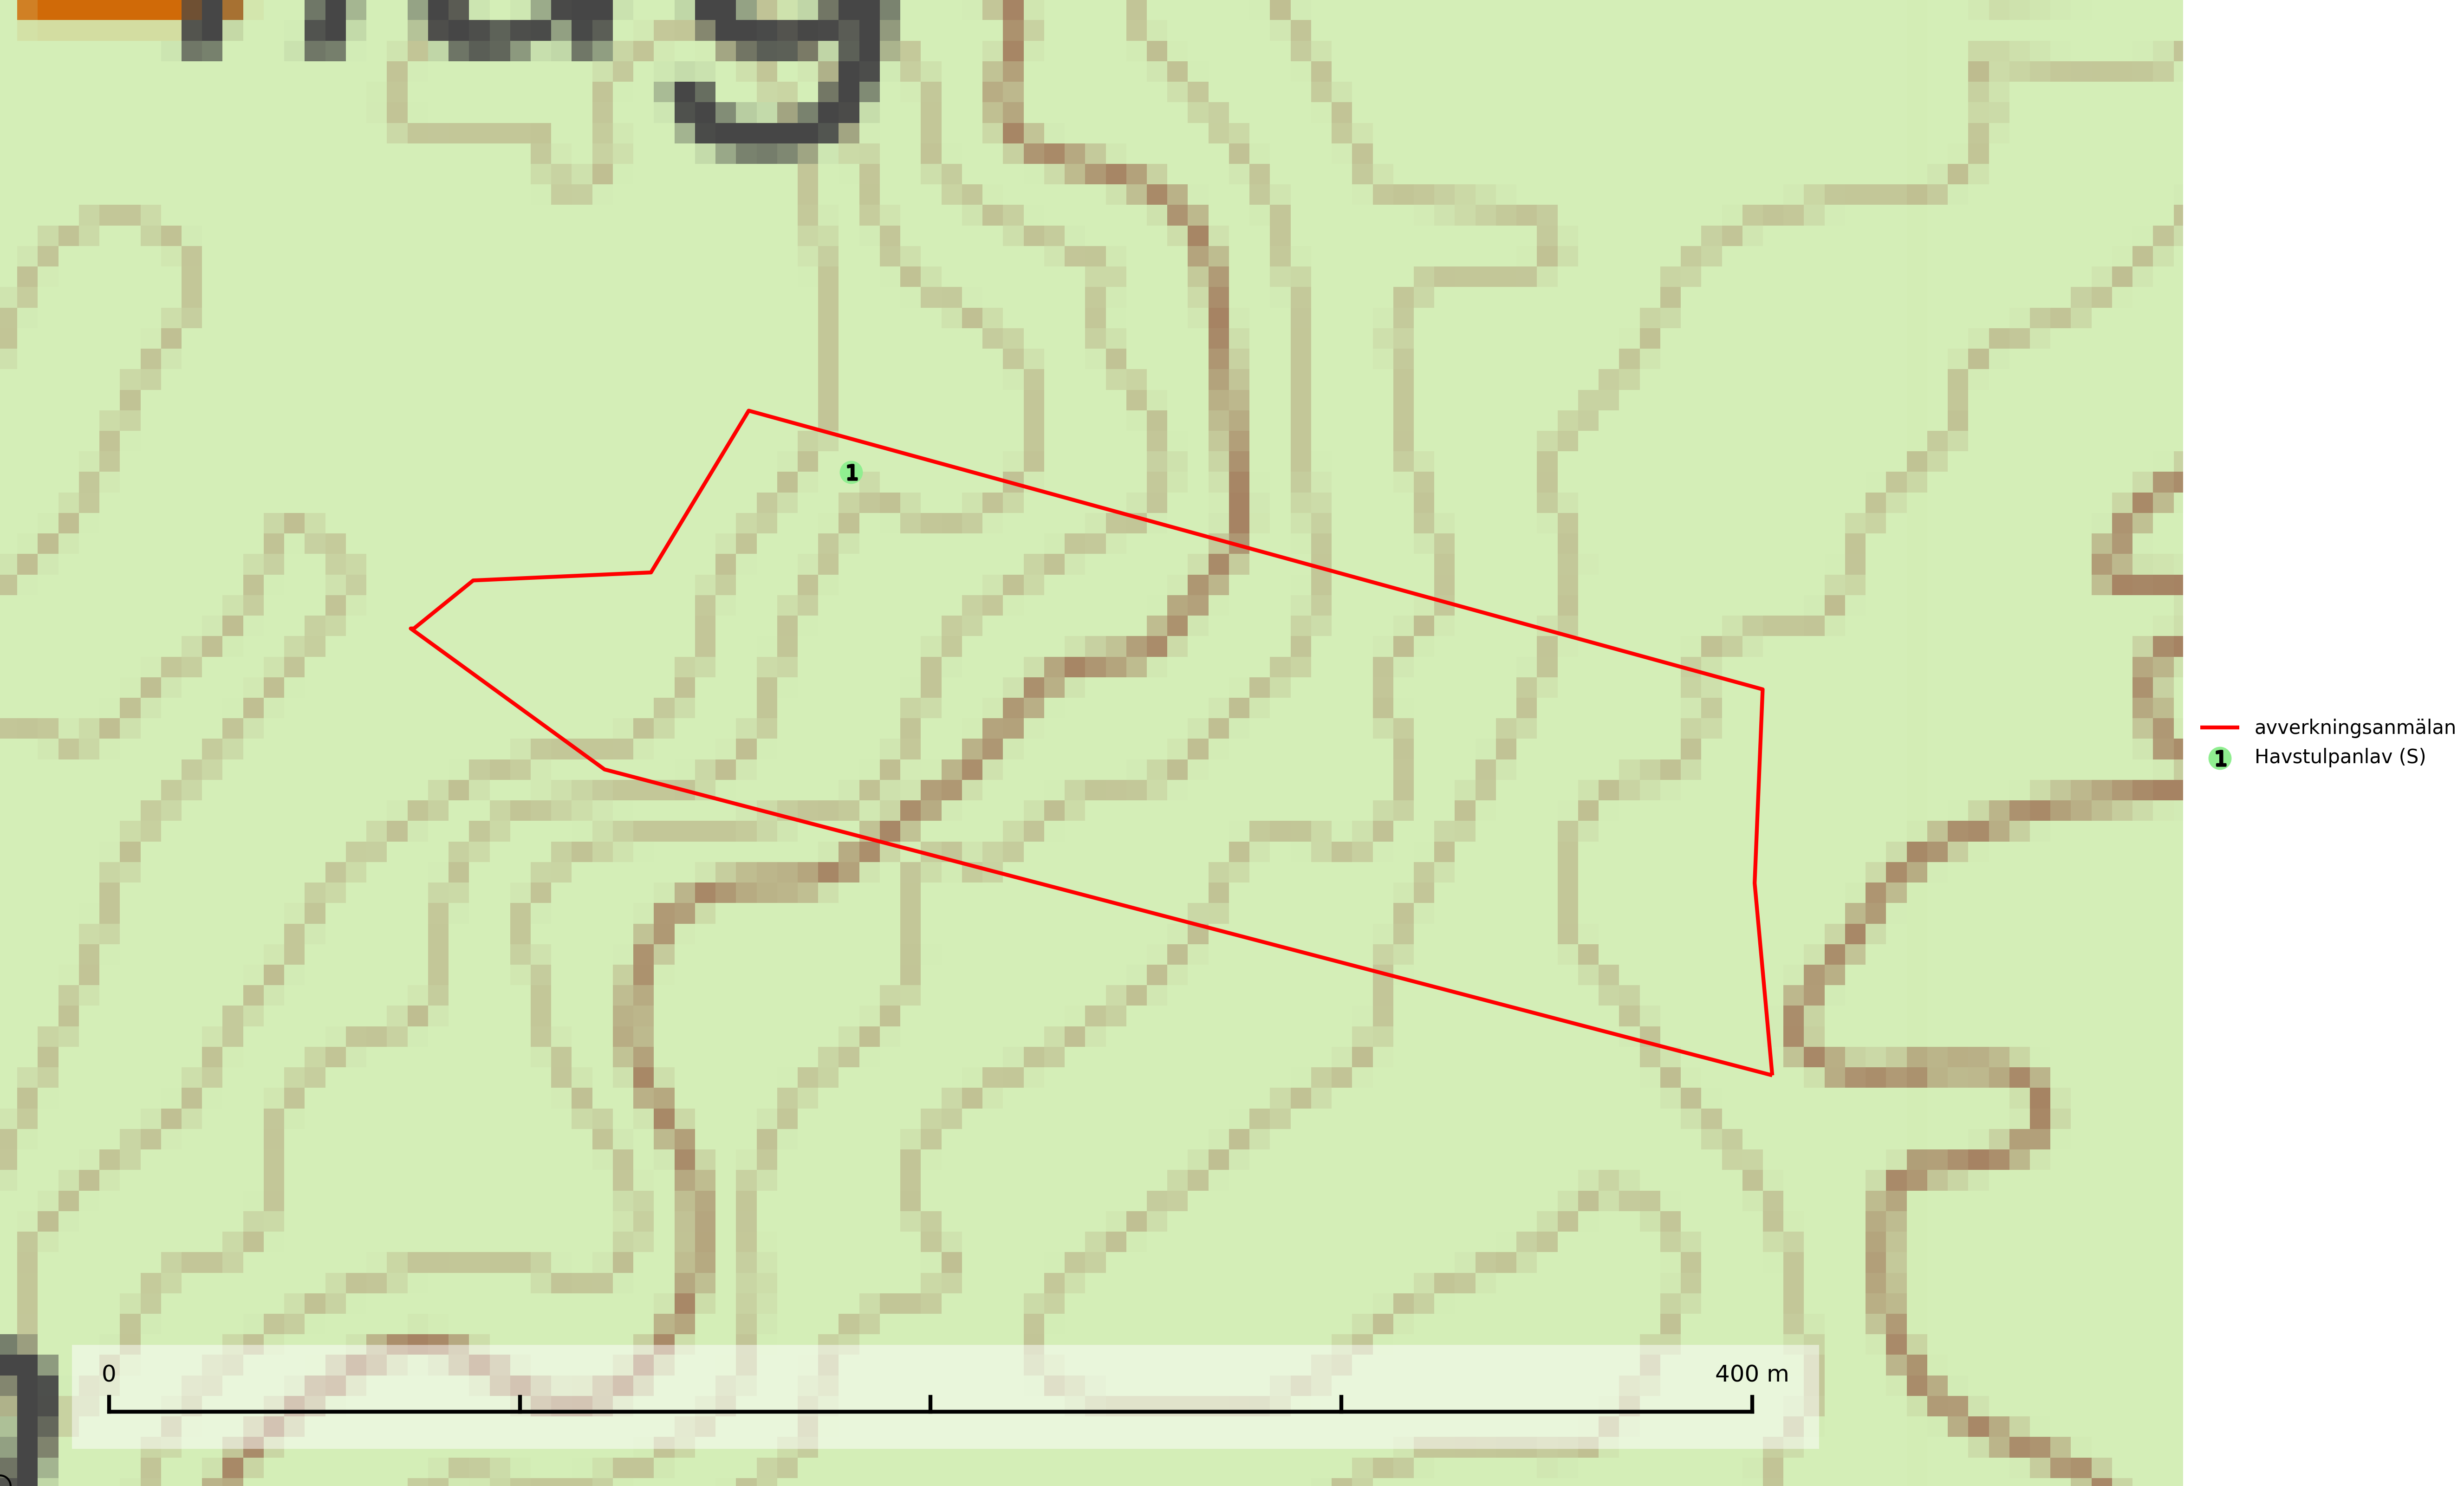 1
avverkningsanmälan
1 Havstulpanlav (S)
0 400 m